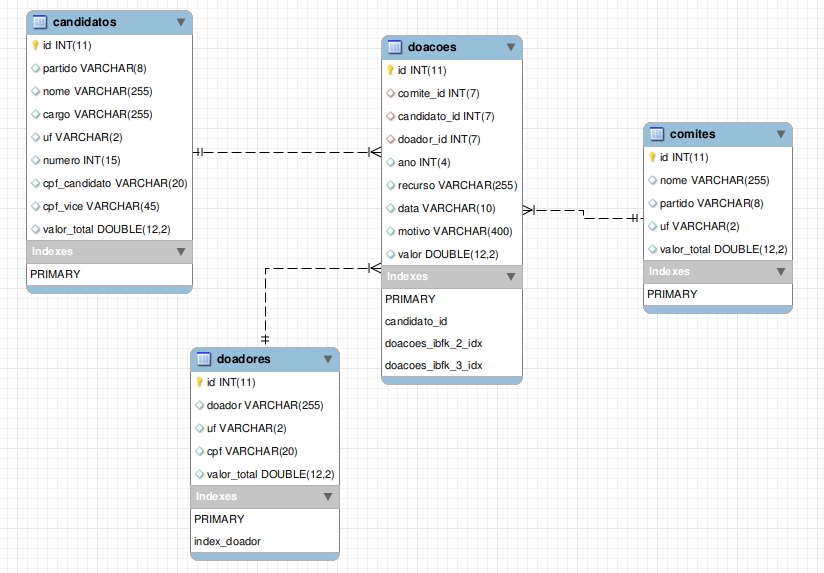 candidatos
id INT(11)
partido VARCHAR(8)
nome VARCHAR(255)
cargo VARCHAR(255)
uf VARCHAR(2)
numero INT(15)
cpf_candidato VARCHAR(20)
cpf_vice VARCHAR(45)
valor_total DOUBLE(12,2)
Indexes
PRIMARY
doacoes
id INT(11)
comite_id INT(7)
candidato_id INT(7)
doador_id INT(7)
ano INT(4)
recurso VARCHAR(255)
data VARCHAR(10)
motivo VARCHAR(400)
valor DOUBLE(12,2)
Indexes
PRIMARY
candidato_id
doacoes_ibfk_2_idx
doacoes_ibfk_3_idx
comites
id INT(11)
nome VARCHAR(255)
partido VARCHAR(8)
uf VARCHAR(2)
valor_total DOUBLE(12,2)
Indexes
PRIMARY
doadores
id INT(11)
doador VARCHAR(255)
uf VARCHAR(2)
cpf VARCHAR(20)
valor_total DOUBLE(12,2)
Indexes
PRIMARY
index_doador